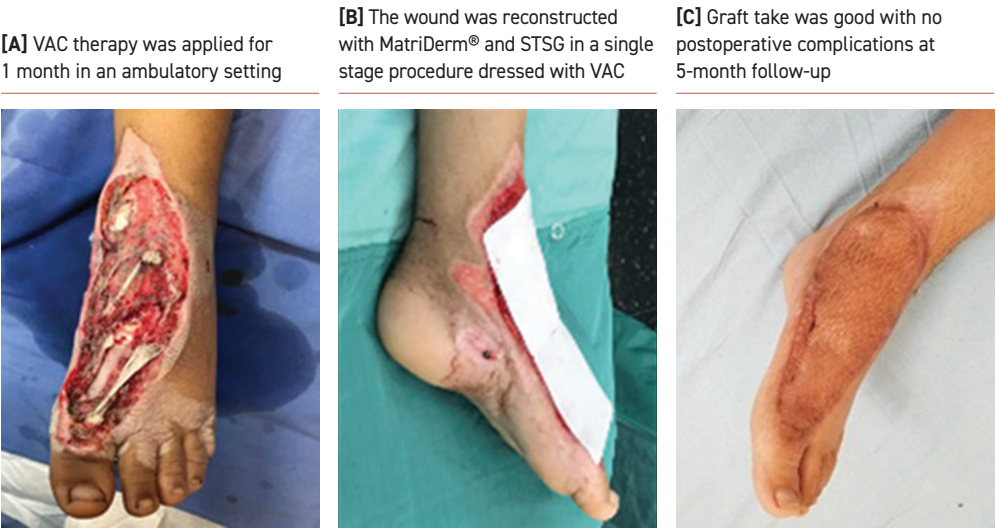 [A] VAC therapy was applied for
1 month in an ambulatory setting
[B] The wound was reconstructed
with MatriDerm® and STSG in a single
stage procedure dressed with VAC
[C] Graft take was good with no
postoperative complications at
5-month follow-up